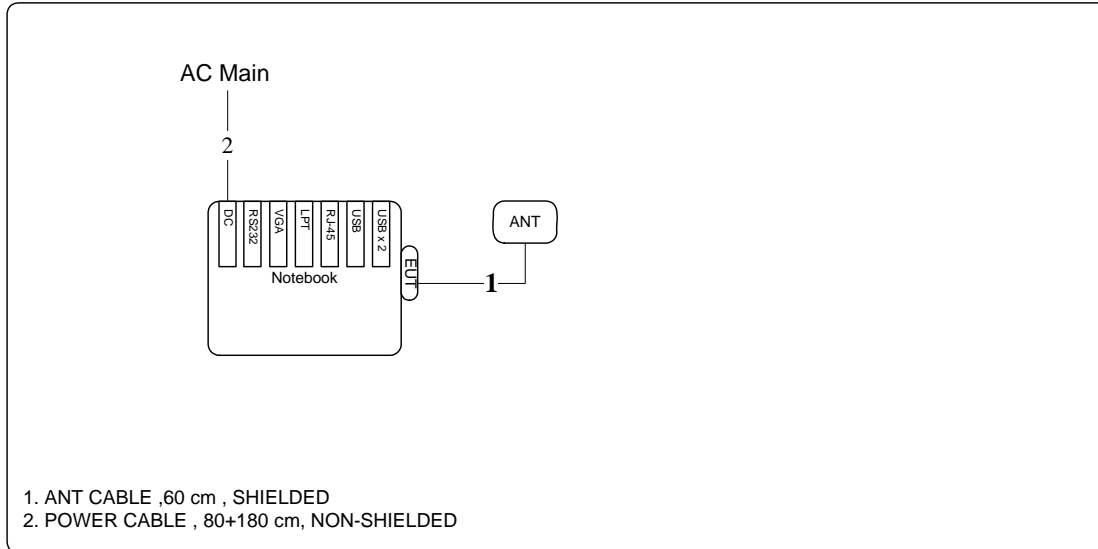 AC Main
2
DC
RS232
VGA
LPT
RJ-45
USB
USB x 2
Notebook
EUT
1
ANT
1. ANT CABLE ,60 cm , SHIELDED
2. POWER CABLE , 80+180 cm, NON-SHIELDED